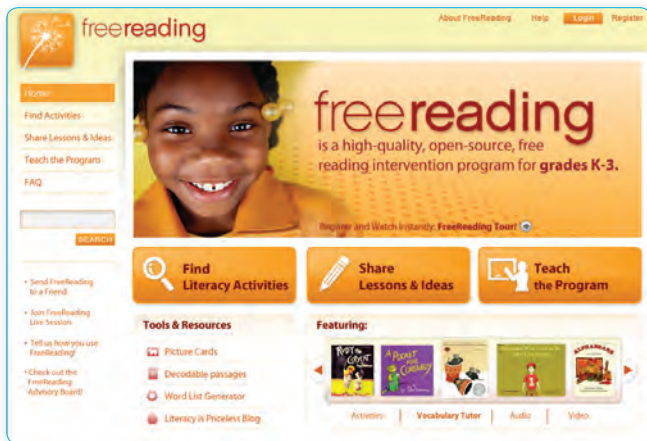 freereading
About FreeReading Help Login Register
Home
Find Activities
Share Lessons & Ideas
Teach the Program
FAQ
SEARCH
• Send FreeReading
to a Friend
• Join FreeReading
Live Session
• Tell us how you use
FreeReading!
• Check out the
FreeReading
Advisory Board!
freereading
is a high-quality, open-source, free
reading intervention program for grades K-3.
Register and Watch Instantly: FreeReading Tour!
Find
Literacy Activities
Share
Lessons & Ideas
Teach
the Program
Tools & Resources
Picture Cards
Decodable passages
Word List Generator
Literacy is Priceless Blog
Featuring:
A POCKET
FOR
CORDUROY
Activities Vocabulary Tutor Audio Video